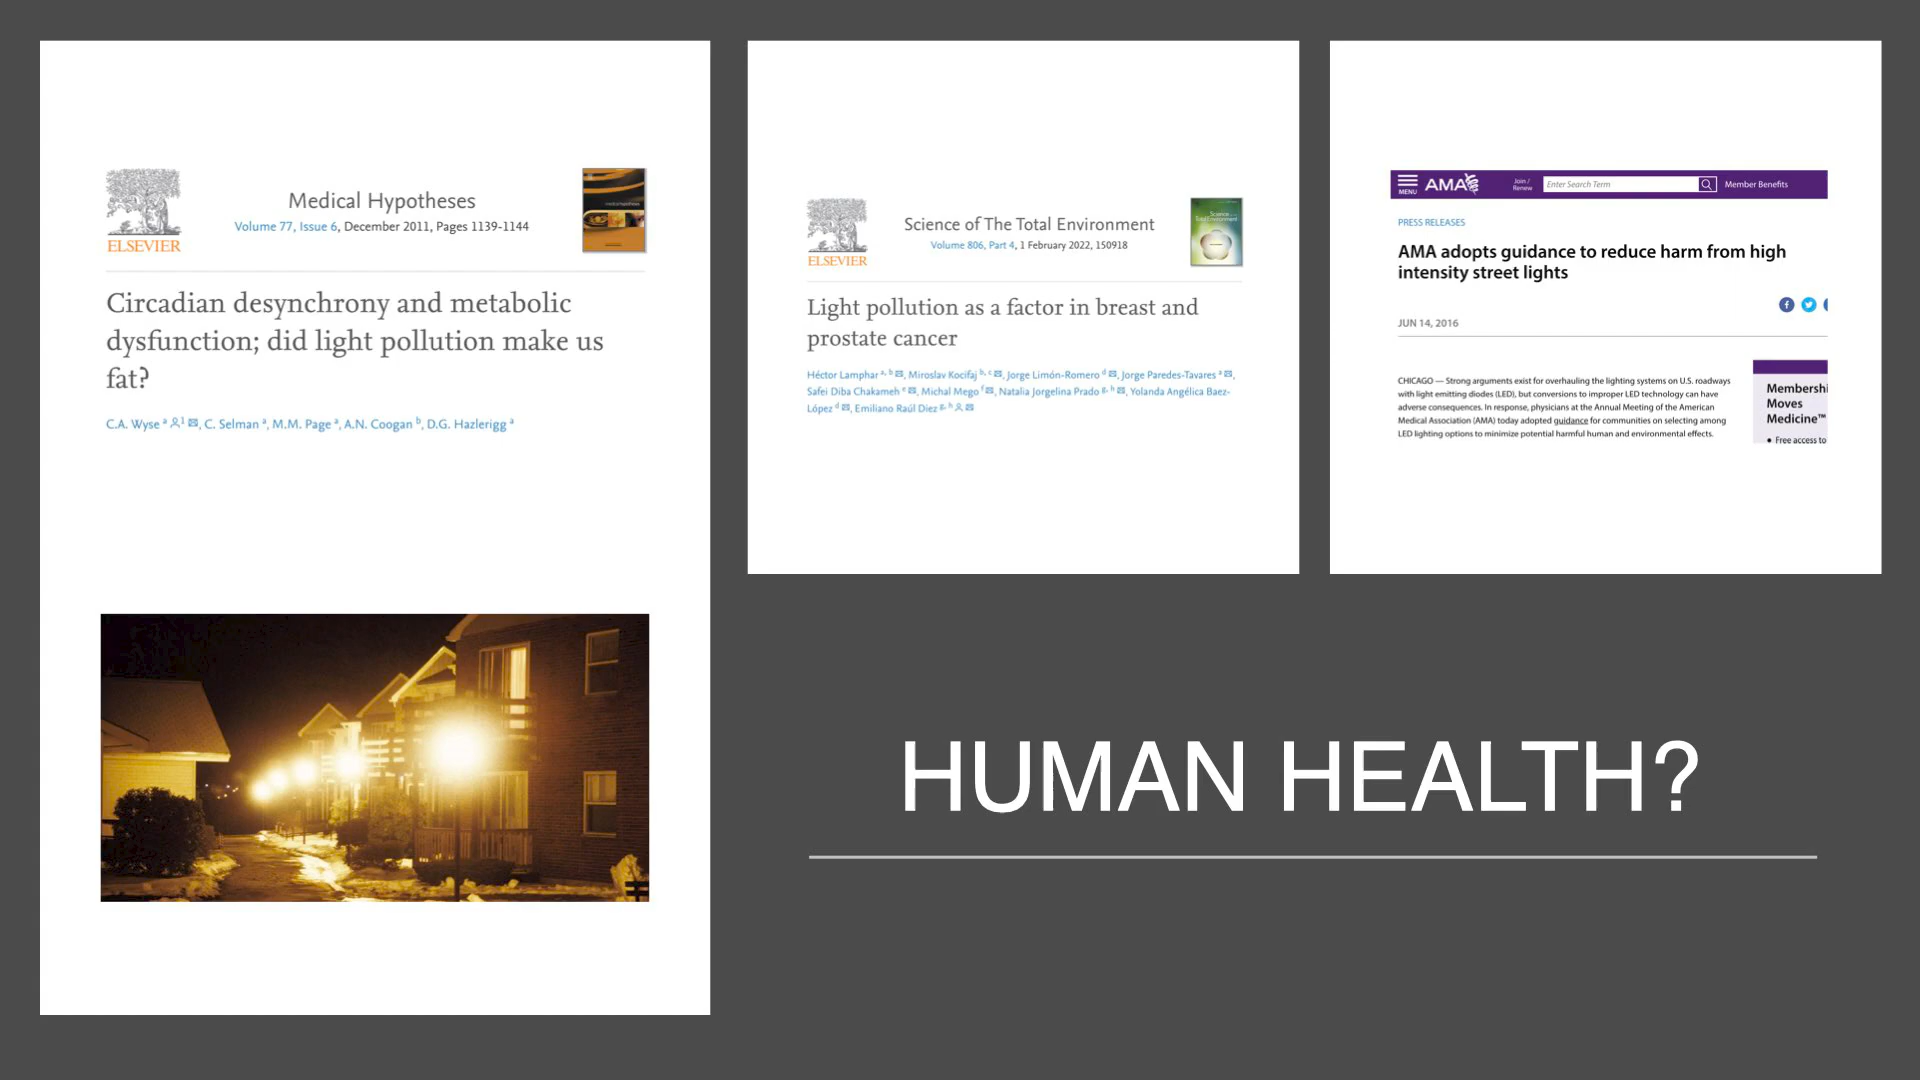 ELSEVIER
Medical Hypotheses
Volume 77, Issue 6, December 2011, Pages 1139-1144
Circadian desynchrony and metabolic
dysfunction; did light pollution make us
fat?
C.A. Wyse a 1, C. Selman a, M.M. Page a, A.N. Coogan b, D.G. Hazlerigg a
ELSEVIER
Science of The Total Environment
Volume 806, Part 4, 1 February 2022, 150918
Light pollution as a factor in breast and
prostate cancer
Héctor Lamphar a, b, Miroslav Kocifaj b, c, Jorge Limón-Romero d, Jorge Paredes-Tavares a,
Safei Diba Chakameh e, Michal Mego f, Natalia Jorgelina Prado g, h, Yolanda Angélica Baez-
López d, Emiliano Raúl Diez g, h
MENU
AMA
Join /
Renew
Enter Search Term
Member Benefits
PRESS RELEASES
AMA adopts guidance to reduce harm from high
intensity street lights
JUN 14, 2016
CHICAGO — Strong arguments exist for overhauling the lighting systems on U.S. roadways
with light emitting diodes (LED), but conversions to improper LED technology can have
adverse consequences. In response, physicians at the Annual Meeting of the American
Medical Association (AMA) today adopted guidance for communities on selecting among
LED lighting options to minimize potential harmful human and environmental effects.
Membershi
Moves
Medicine™
• Free access to
HUMAN HEALTH?